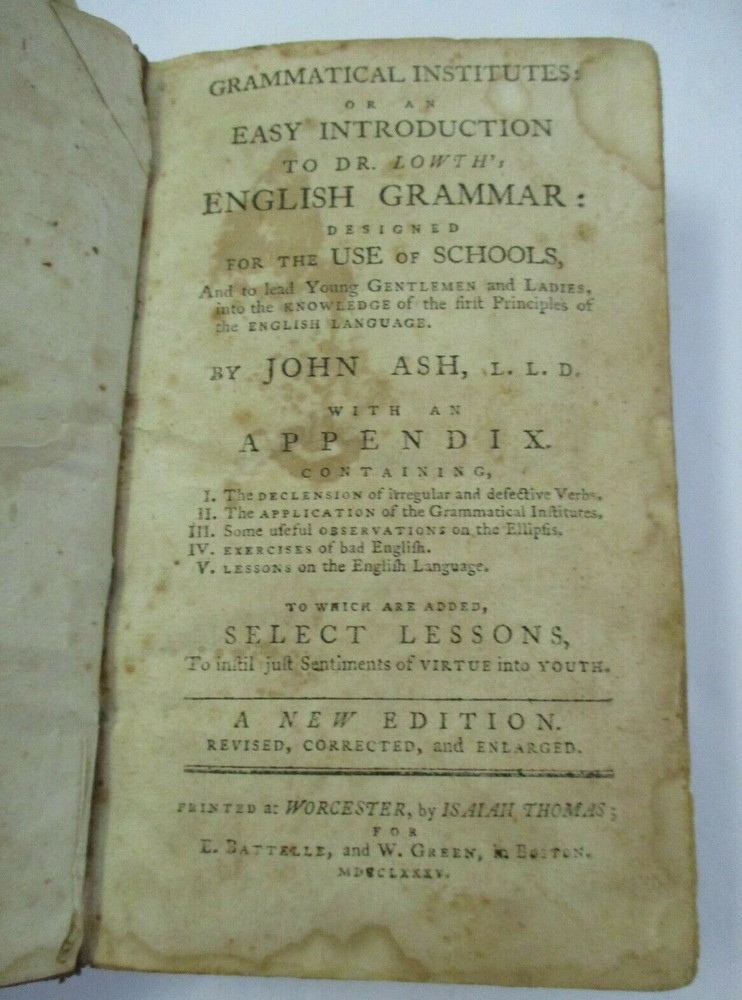 GRAMMATICAL INSTITUTES:
OR AN
EASY INTRODUCTION
TO DR. LOWTH's
ENGLISH GRAMMAR:
DESIGNED
FOR THE USE OF SCHOOLS,
And to lead Young GENTLEMEN and LADIES,
into the KNOWLEDGE of the firſt Principles of
the ENGLISH LANGUAGE.
BY JOHN ASH, L. L. D.
WITH AN
APPENDIX.
CONTAINING,
I. The DECLENSION of irregular and defective Verbs.
II. The APPLICATION of the Grammatical Inſtitutes.
III. Some uſeful OBSERVATIONS on the Ellipſis.
IV. EXERCISES of bad Engliſh.
V. LESSONS on the Engliſh Language.
TO WHICH ARE ADDED,
SELECT LESSONS,
To inſtil juſt Sentiments of VIRTUE into YOUTH.
A NEW EDITION.
REVISED, CORRECTED, and ENLARGED.
PRINTED at WORCESTER, by ISAIAH THOMAS;
FOR
E. BATTELLE, and W. GREEN, in BOSTON.
MDCCLXXXV.